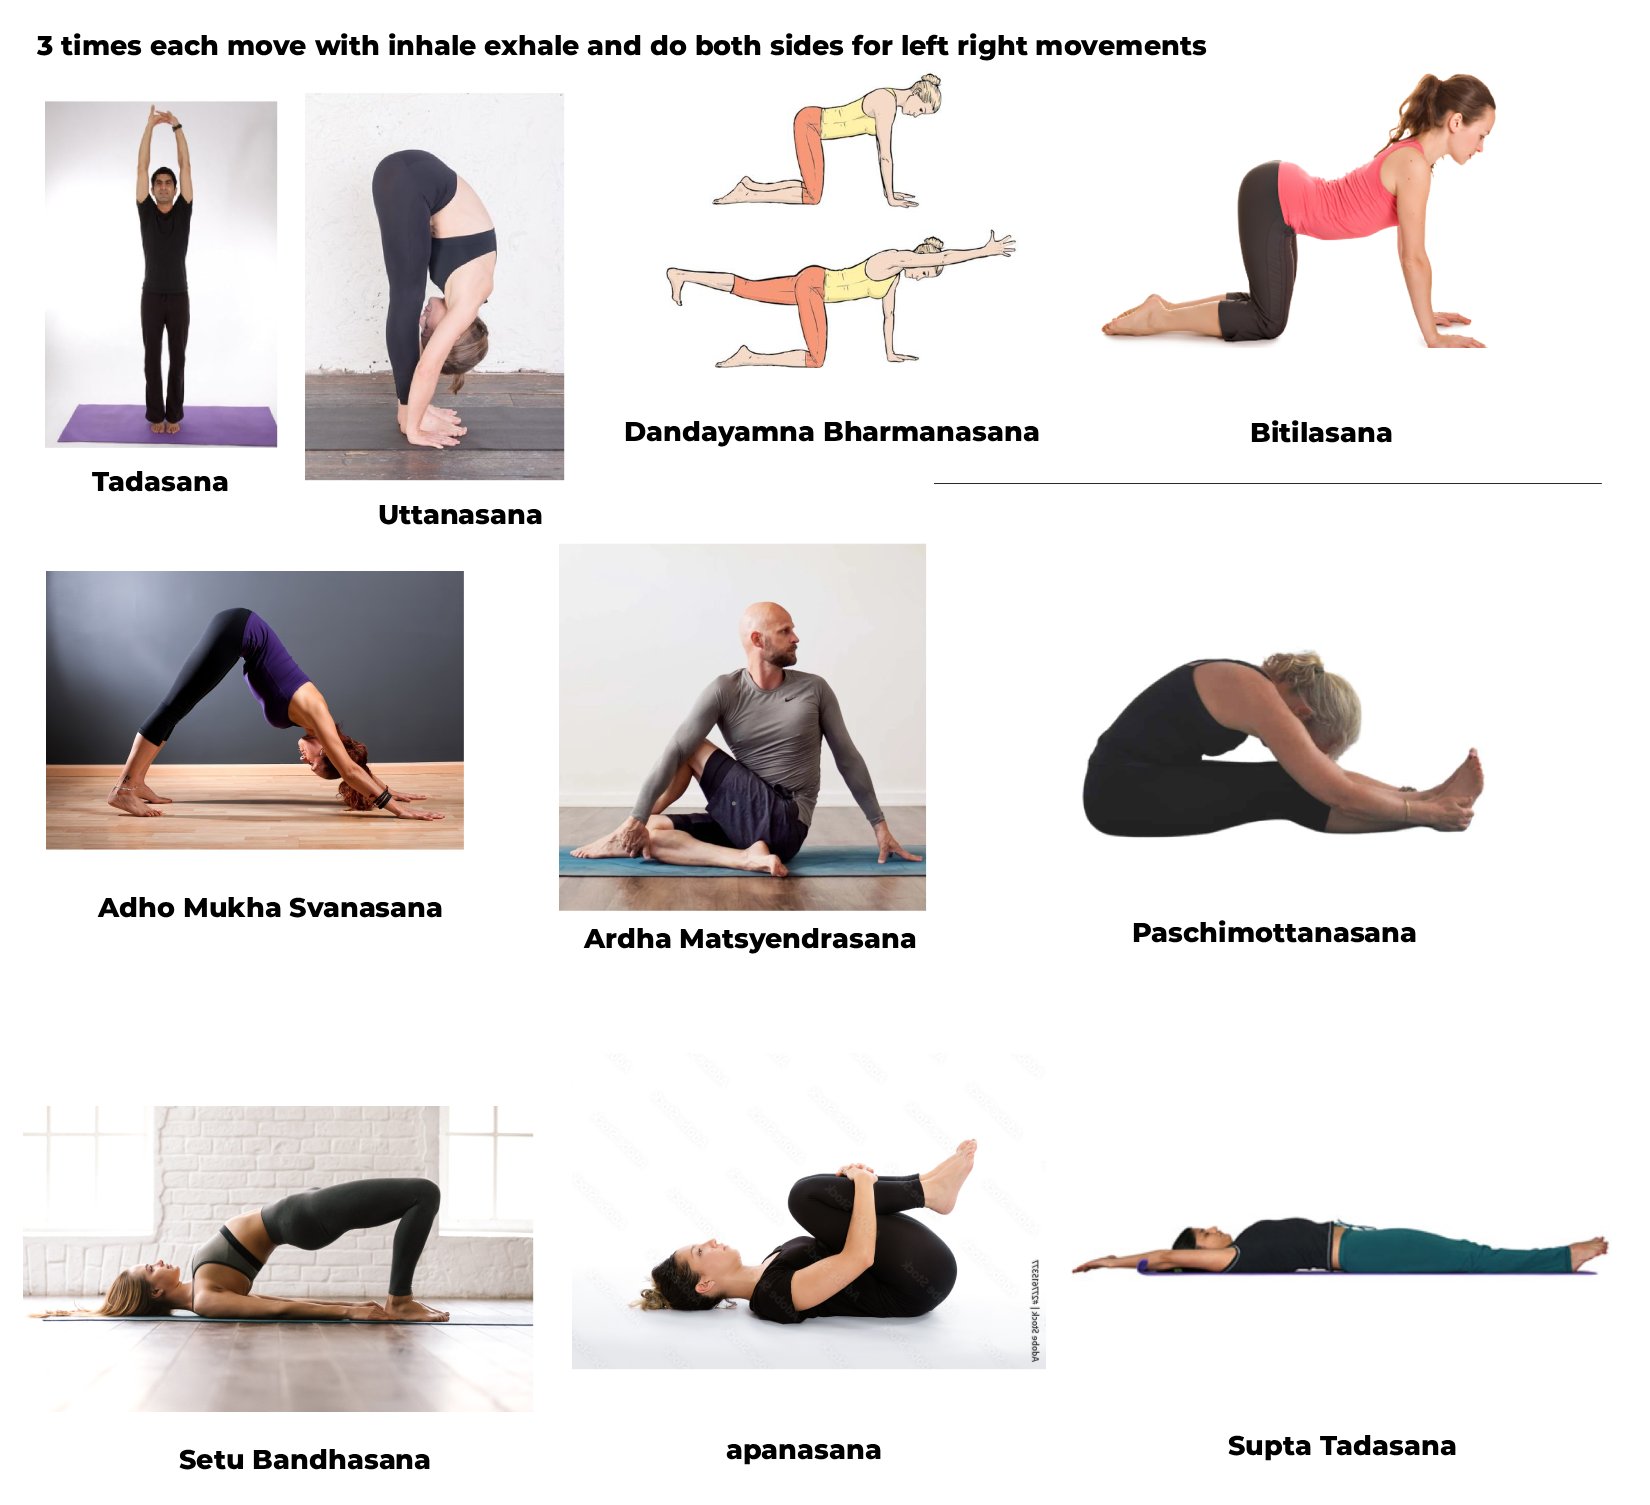 3 times each move with inhale exhale and do both sides for left right movements
Tadasana
Uttanasana
Dandayamna Bharmanasana
Bitilasana
Adho Mukha Svanasana
Ardha Matsyendrasana
Paschimottanasana
Setu Bandhasana
apanasana
Supta Tadasana
Adobe Stock